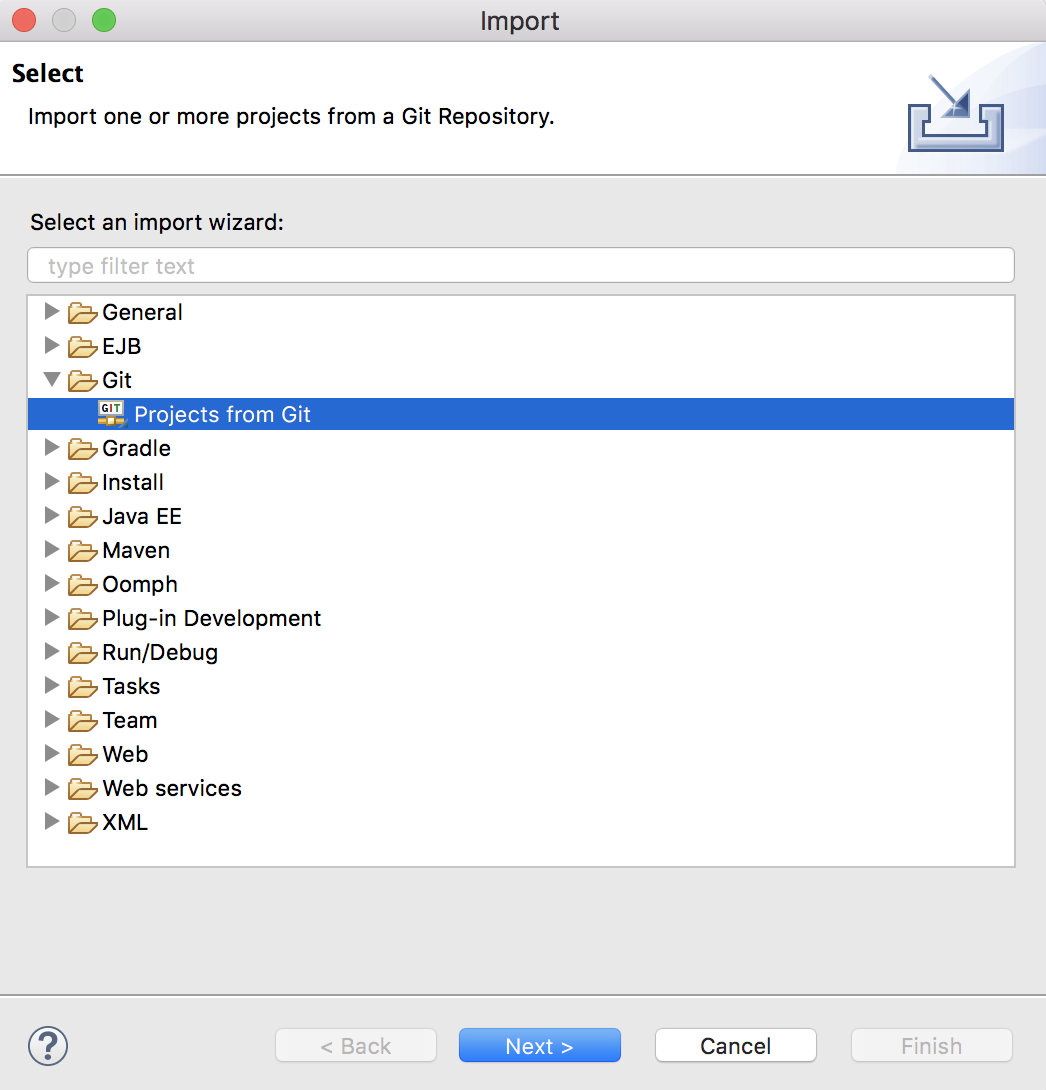 Import
Select
Import one or more projects from a Git Repository.
Select an import wizard:
type filter text
General
EJB
Git
GIT Projects from Git
Gradle
Install
Java EE
Maven
Oomph
Plug-in Development
Run/Debug
Tasks
Team
Web
Web services
XML
? < Back Next > Cancel Finish